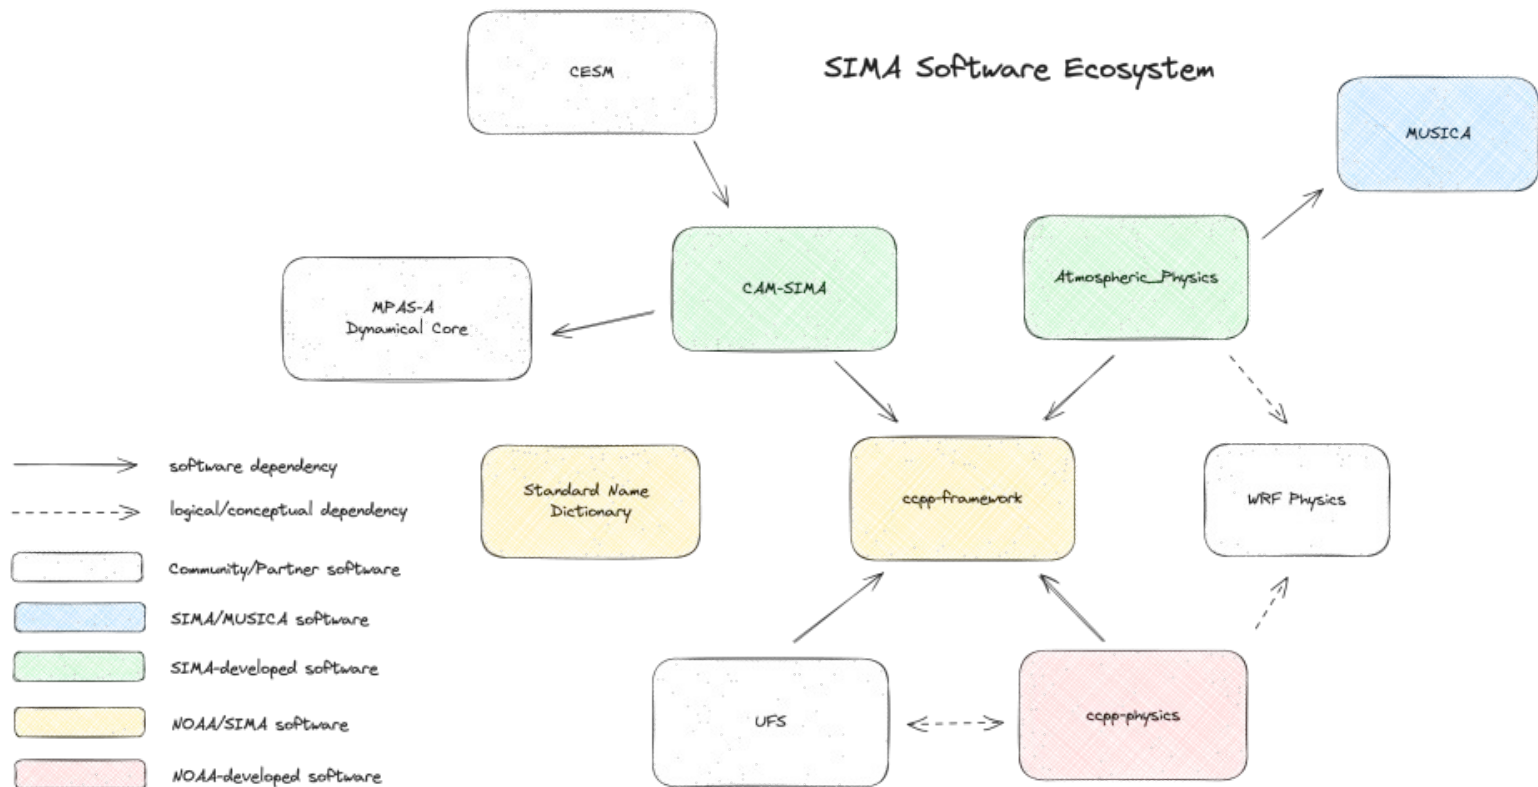 SIMA Software Ecosystem
CESM
MUSICA
CAM-SIMA
Atmospheric_Physics
MPAS-A
Dynamical Core
Standard Name
Dictionary
ccpp-framework
WRF Physics
UFS
ccpp-physics
software dependency
logical/conceptual dependency
Community/Partner software
SIMA/MUSICA software
SIMA-developed software
NOAA/SIMA software
NOAA-developed software